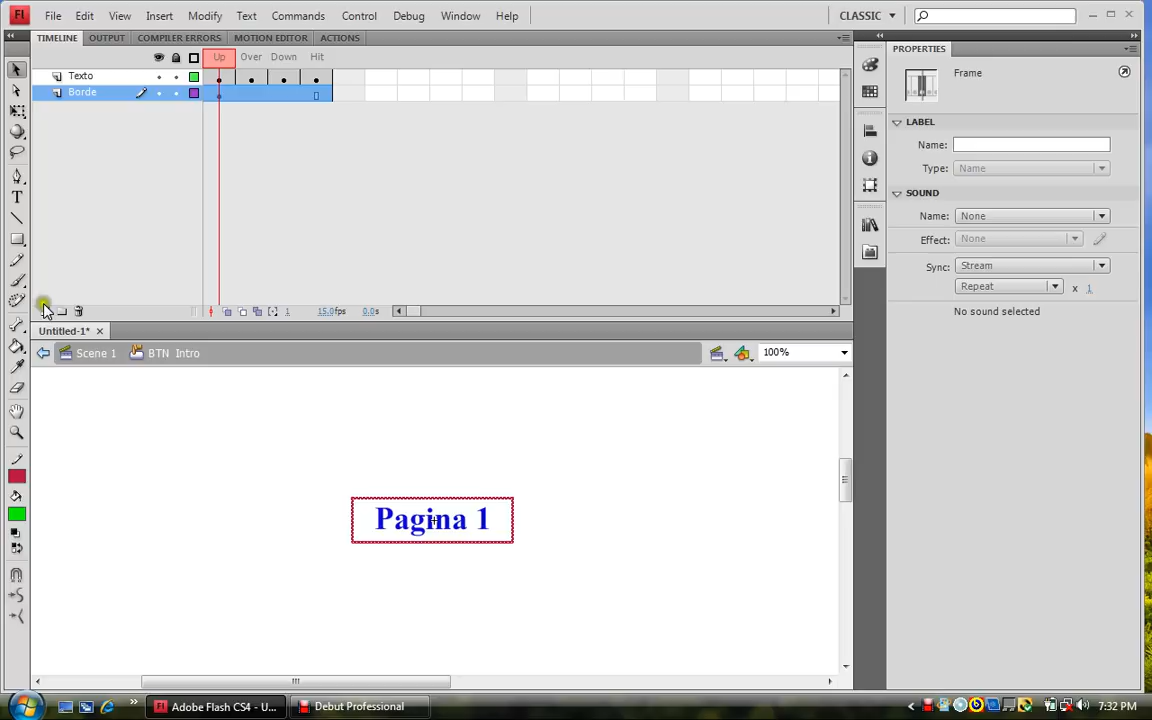 Fl File Edit View Insert Modify Text Commands Control Debug Window Help CLASSIC
TIMELINE OUTPUT COMPILER ERRORS MOTION EDITOR ACTIONS
PROPERTIES
Up Over Down Hit
Frame
Texto
Borde
LABEL
Name:
Type: Name
SOUND
Name: None
Effect: None
Sync: Stream
Repeat x 1
No sound selected
1 15.0fps 0.0s
Untitled-1*
Scene 1 BTN Intro 100%
Pagina 1
Fl Adobe Flash CS4 - U... Debut Professional 7:32 PM